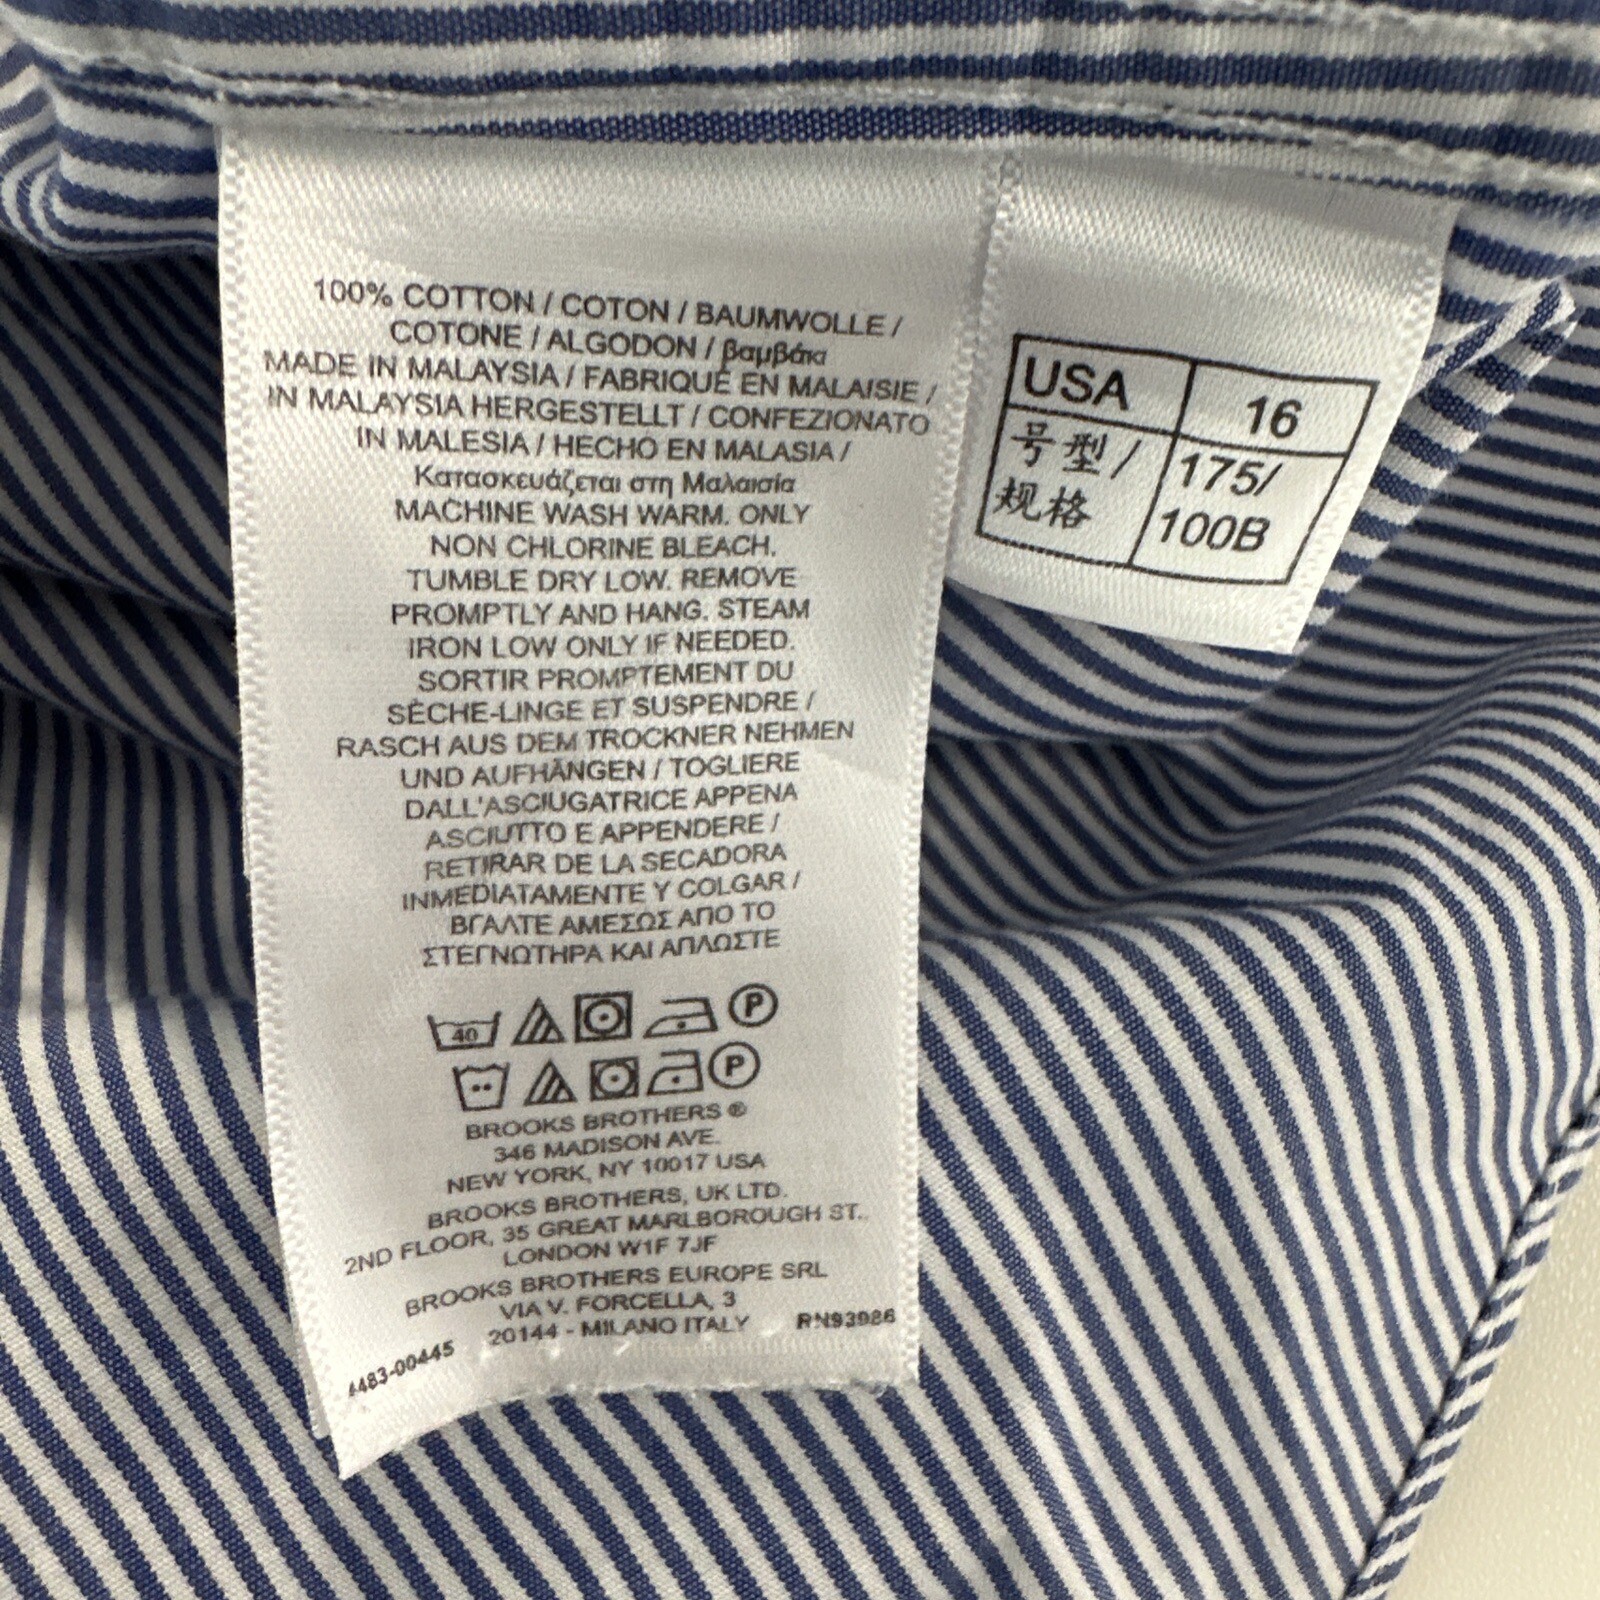 100% COTTON / COTON / BAUMWOLLE /
COTONE / ALGODON / βαμβάκι
MADE IN MALAYSIA / FABRIQUÉ EN MALAISIE /
IN MALAYSIA HERGESTELLT / CONFEZIONATO
IN MALESIA / HECHO EN MALASIA /
Κατασκευάζεται στη Μαλαισία
MACHINE WASH WARM. ONLY
NON CHLORINE BLEACH.
TUMBLE DRY LOW. REMOVE
PROMPTLY AND HANG. STEAM
IRON LOW ONLY IF NEEDED.
SORTIR PROMPTEMENT DU
SÈCHE-LINGE ET SUSPENDRE /
RASCH AUS DEM TROCKNER NEHMEN
UND AUFHÄNGEN / TOGLIERE
DALL'ASCIUGATRICE APPENA
ASCIUTTO E APPENDERE /
RETIRAR DE LA SECADORA
INMEDIATAMENTE Y COLGAR /
ΒΓΑΛΤΕ ΑΜΕΣΩΣ ΑΠΟ ΤΟ
ΣΤΕΓΝΩΤΗΡΑ ΚΑΙ ΑΠΛΩΣΤΕ
40 P
P
BROOKS BROTHERS ®
346 MADISON AVE.
NEW YORK, NY 10017 USA
BROOKS BROTHERS, UK LTD.
2ND FLOOR, 35 GREAT MARLBOROUGH ST..
LONDON W1F 7JF
BROOKS BROTHERS EUROPE SRL
VIA V. FORCELLA, 3
20144 - MILANO ITALY
RN93986
4483-00445
USA 16
号型/ 175/
规格 100B